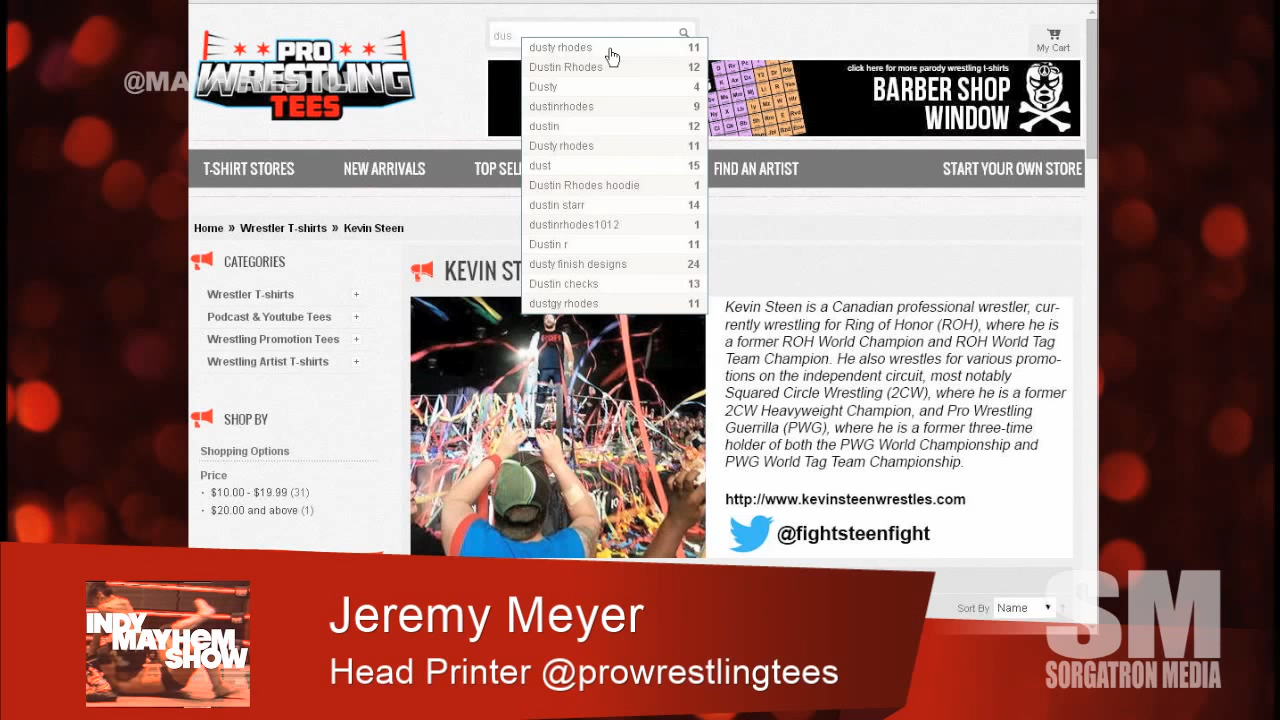 dus
dusty rhodes 11
Dustin Rhodes 12
Dusty 4
dustinrhodes 9
dustin 12
Dusty rhodes 11
dust 15
Dustin Rhodes hoodie 1
dustin starr 14
dustinrhodes1012 1
Dustin r 11
dusty finish designs 24
Dustin checks 13
dustgy rhodes 11
My Cart
PRO
WRESTLING
TEES
click here for more parody wrestling t-shirts
BARBER SHOP
WINDOW
T-SHIRT STORES NEW ARRIVALS TOP SEL FIND AN ARTIST START YOUR OWN STORE
Home » Wrestler T-shirts » Kevin Steen
CATEGORIES
Wrestler T-shirts +
Podcast & Youtube Tees +
Wrestling Promotion Tees +
Wrestling Artist T-shirts +
SHOP BY
Shopping Options
Price
$10.00 - $19.99 (31)
$20.00 and above (1)
KEVIN ST
Kevin Steen is a Canadian professional wrestler, cur-
rently wrestling for Ring of Honor (ROH), where he is
a former ROH World Champion and ROH World Tag
Team Champion. He also wrestles for various promo-
tions on the independent circuit, most notably
Squared Circle Wrestling (2CW), where he is a former
2CW Heavyweight Champion, and Pro Wrestling
Guerrilla (PWG), where he is a former three-time
holder of both the PWG World Championship and
PWG World Tag Team Championship.
http://www.kevinsteenwrestles.com
@fightsteenfight
Sort By Name
INDY
MAYHEM
SHOW
Jeremy Meyer
Head Printer @prowrestlingtees
SM
SORGATRON MEDIA